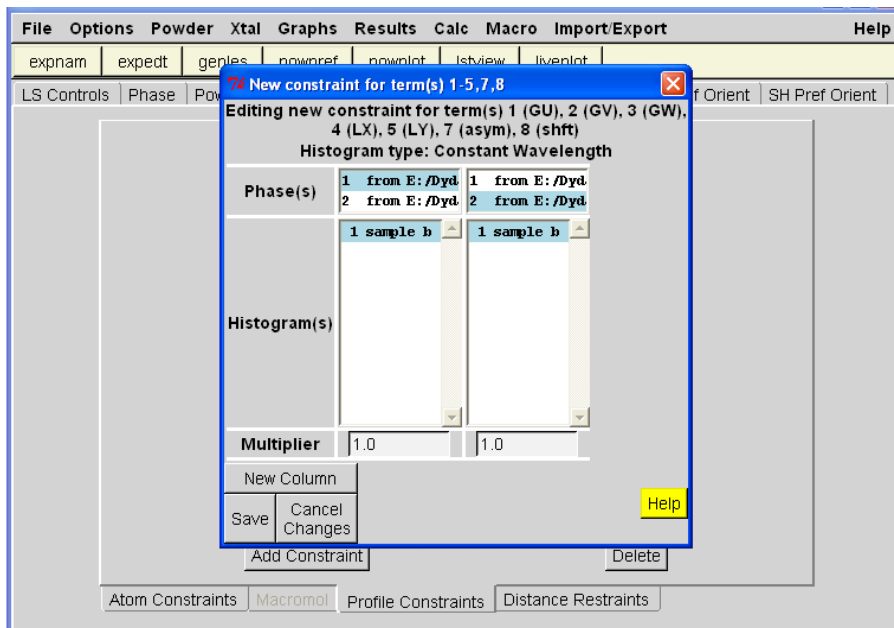 File Options Powder Xtal Graphs Results Calc Macro Import/Export Help
expnam expedt genles powpref powplot lstview liveplot
LS Controls Phase Pow f Orient SH Pref Orient
New constraint for term(s) 1-5,7,8
Editing new constraint for term(s) 1 (GU), 2 (GV), 3 (GW),
4 (LX), 5 (LY), 7 (asym), 8 (shft)
Histogram type: Constant Wavelength
Phase(s)
1 from E:/Dyd 1 from E:/Dyd
2 from E:/Dyd 2 from E:/Dyd
1 sample b 1 sample b
Histogram(s)
Multiplier 1.0 1.0
New Column
Save Cancel Changes
Help
Add Constraint Delete
Atom Constraints Macromol Profile Constraints Distance Restraints